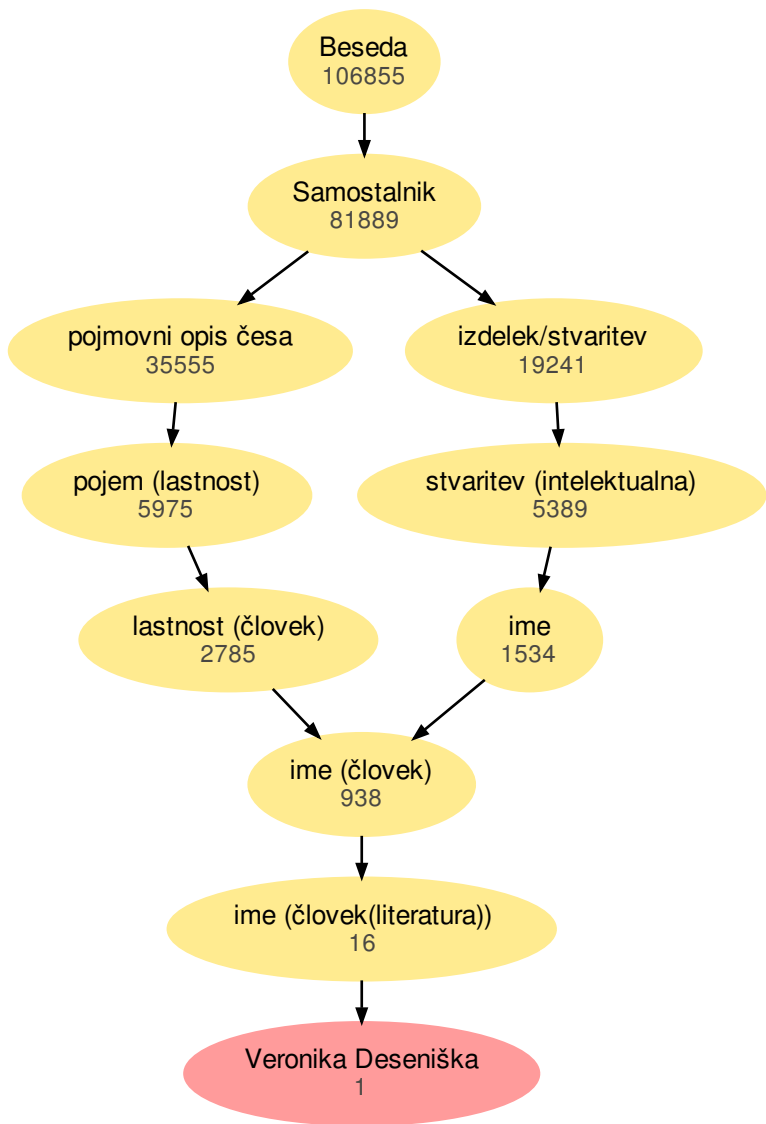 Beseda
106855
Samostalnik
81889
pojmovni opis česa
35555
izdelek/stvaritev
19241
pojem (lastnost)
5975
stvaritev (intelektualna)
5389
lastnost (človek)
2785
ime
1534
ime (človek)
938
ime (človek(literatura))
16
Veronika Deseniška
1